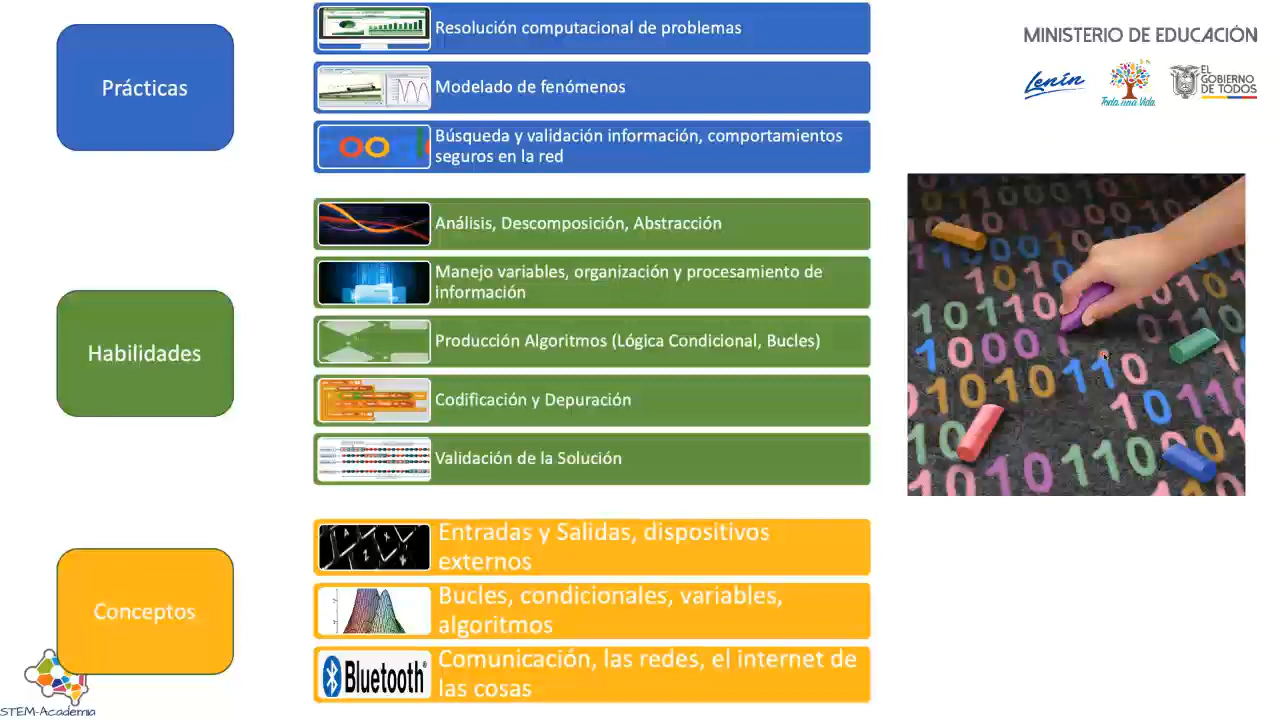 Prácticas
Resolución computacional de problemas
Modelado de fenómenos
Búsqueda y validación información, comportamientos
seguros en la red
MINISTERIO DE EDUCACIÓN
Lenín
Toda una Vida
EL
GOBIERNO
DE TODOS
Habilidades
Análisis, Descomposición, Abstracción
Manejo variables, organización y procesamiento de
información
Producción Algoritmos (Lógica Condicional, Bucles)
Codificación y Depuración
Validación de la Solución
Conceptos
Entradas y Salidas, dispositivos
externos
Bucles, condicionales, variables,
algoritmos
Bluetooth
Comunicación, las redes, el internet de
las cosas
STEM-Academia